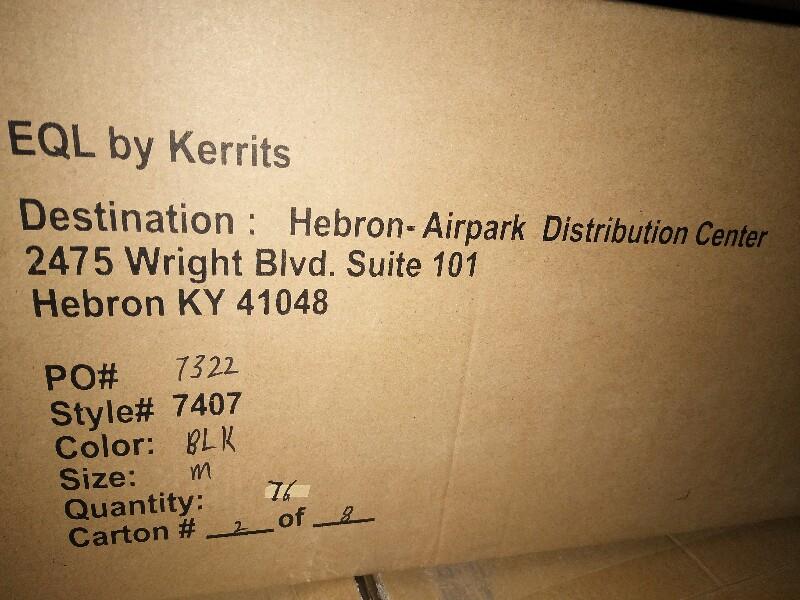 EQL by Kerrits
Destination : Hebron- Airpark Distribution Center
2475 Wright Blvd. Suite 101
Hebron KY 41048
PO# 7322
Style# 7407
Color: BLK
Size: M
Quantity: 76
Carton # 2 of 8